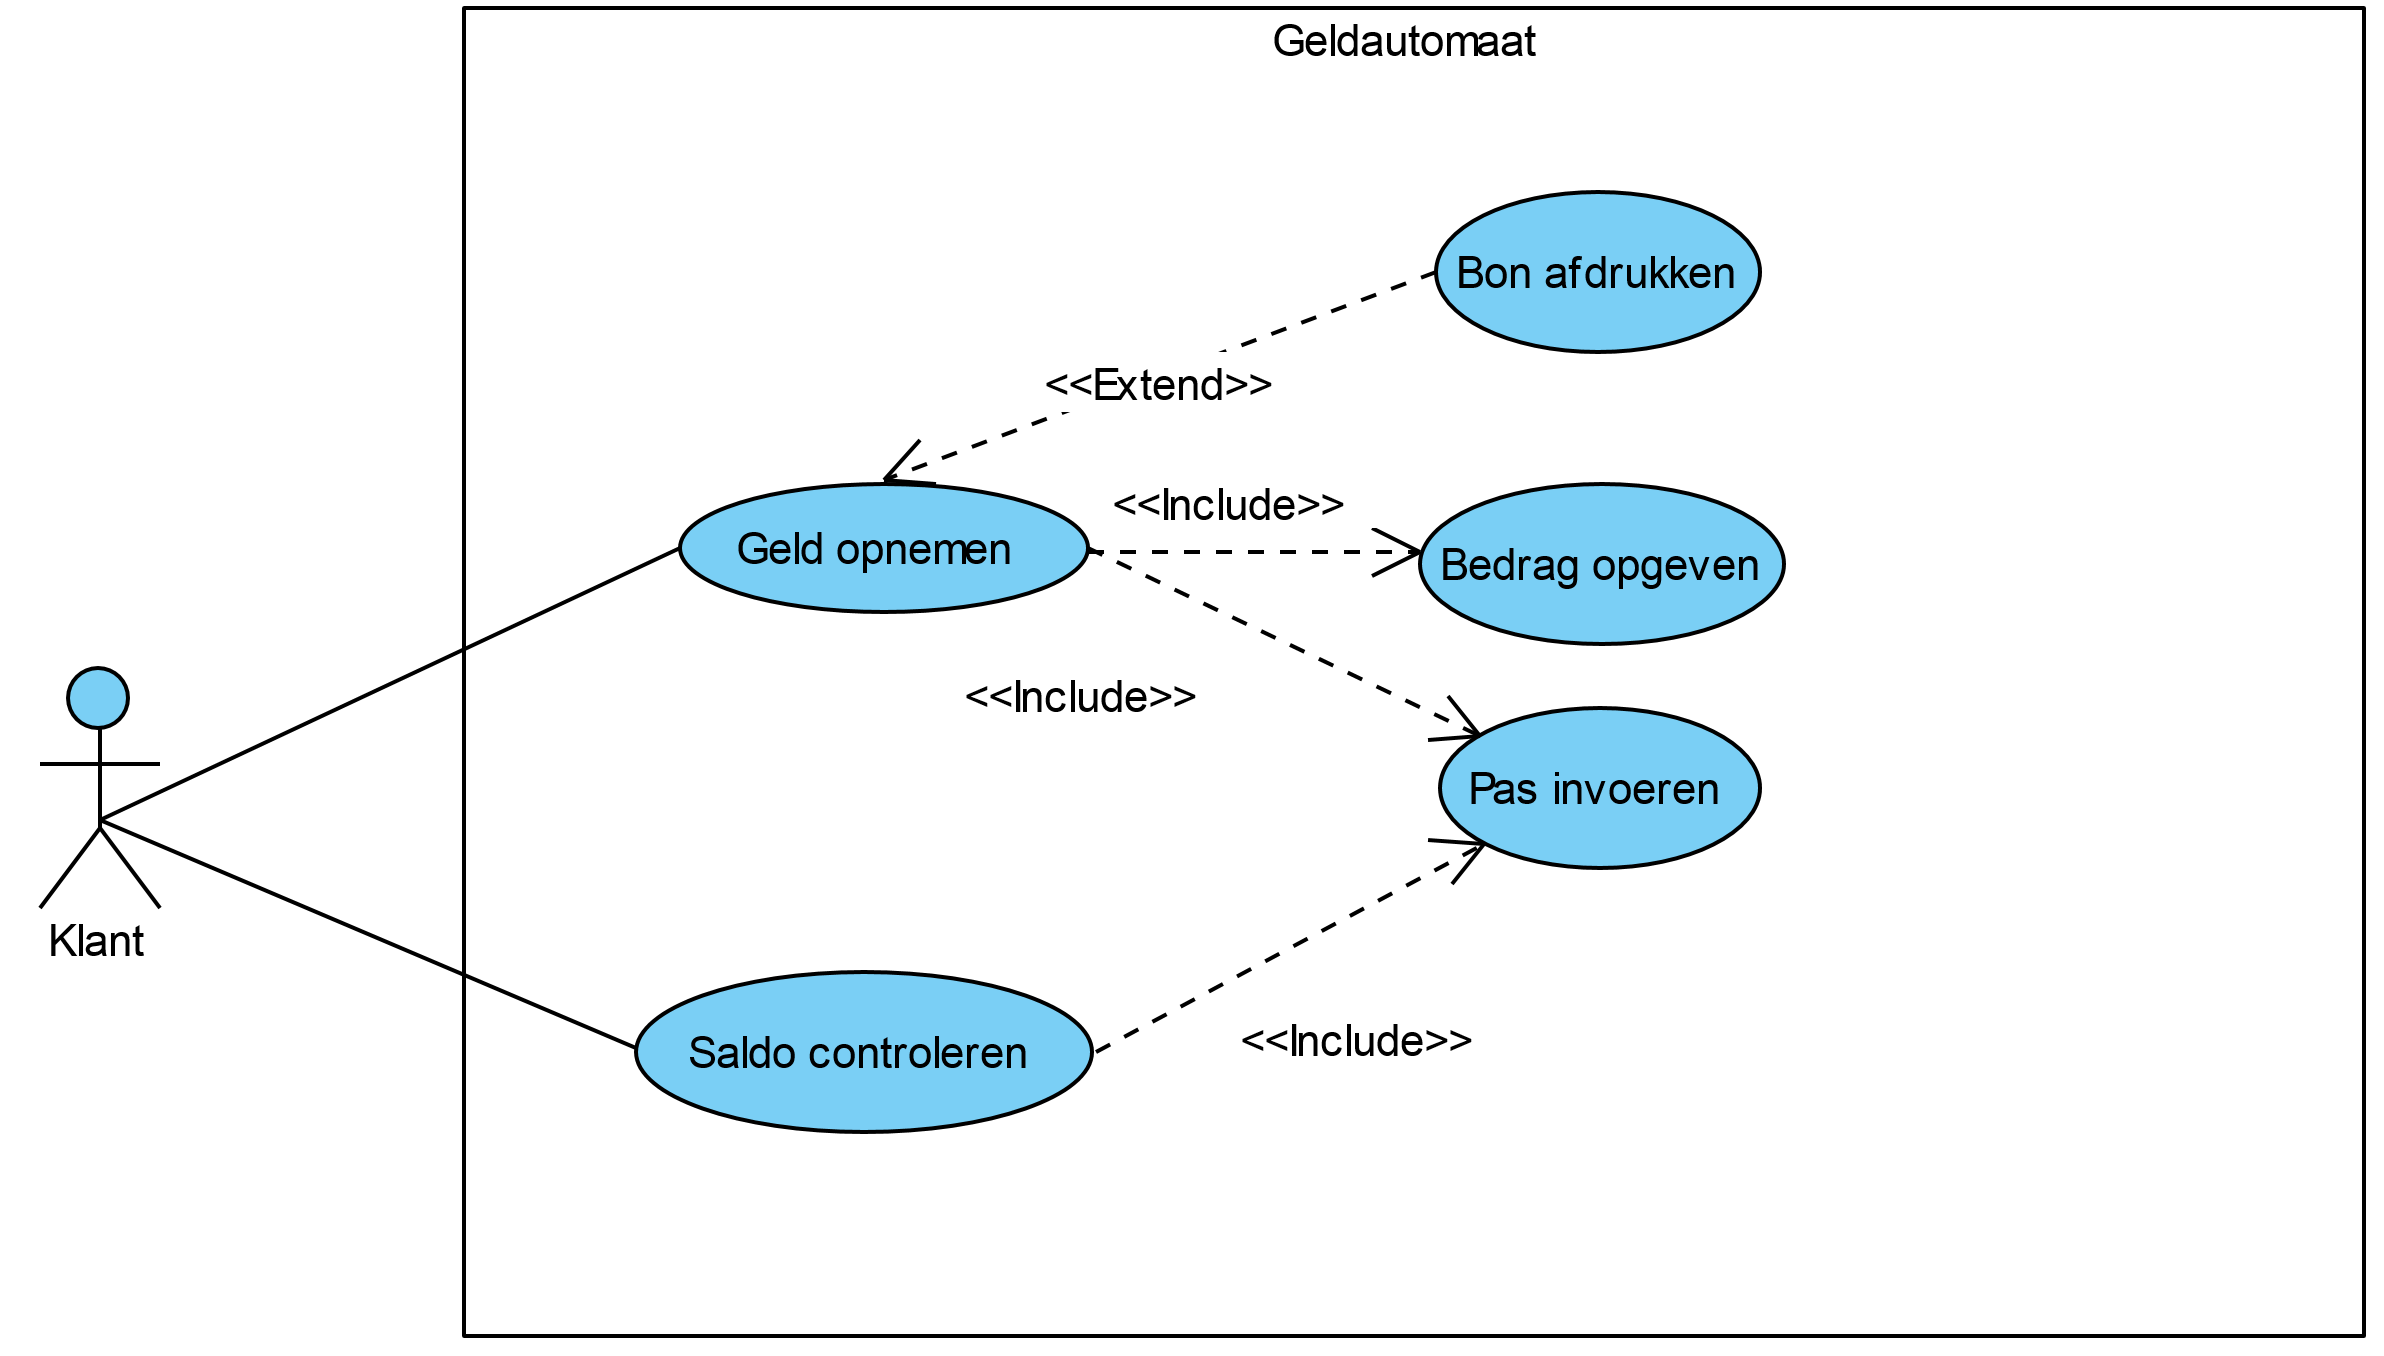 Geldautomaat
Bon afdrukken
<<Extend>>
<<Include>>
Geld opnemen
Bedrag opgeven
<<Include>>
Pas invoeren
Klant
Saldo controleren
<<Include>>